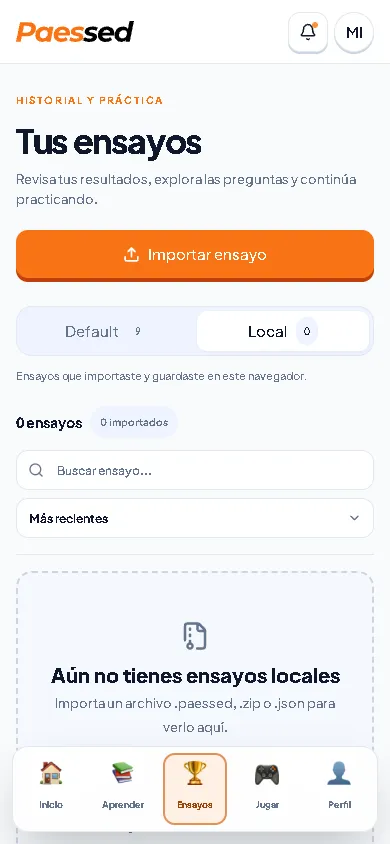 Paessed
MI
HISTORIAL Y PRÁCTICA
Tus ensayos
Revisa tus resultados, explora las preguntas y continúa
practicando.
Importar ensayo
Default 9
Local 0
Ensayos que importaste y guardaste en este navegador.
0 ensayos
0 importados
Buscar ensayo...
Más recientes
Aún no tienes ensayos locales
Importa un archivo .paessed, .zip o .json para
verlo aquí.
Inicio
Aprender
Ensayos
Jugar
Perfil